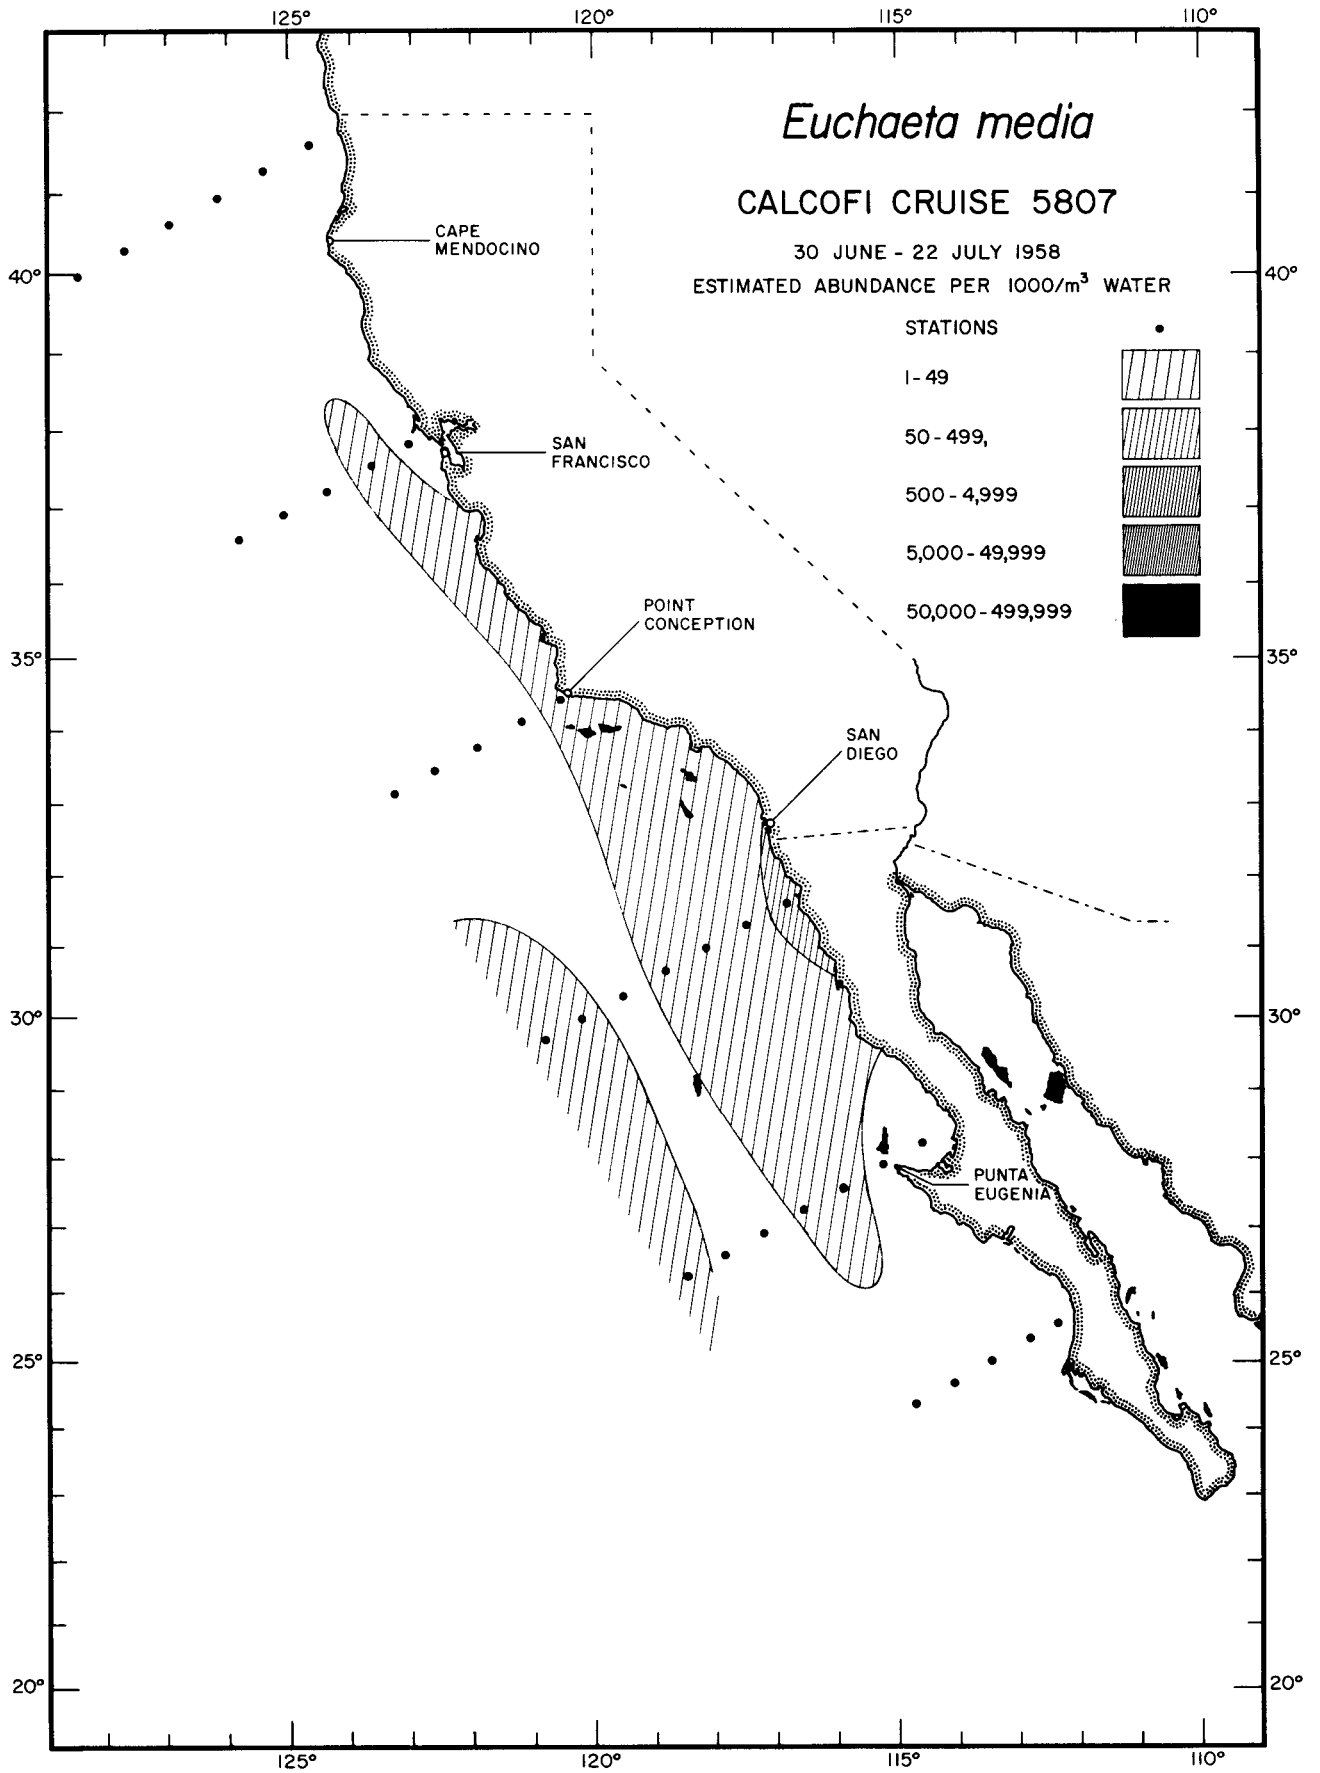 125° 120° 115° 110°
Euchaeta media
CALCOFI CRUISE 5807
30 JUNE - 22 JULY 1958
ESTIMATED ABUNDANCE PER 1000/m³ WATER
STATIONS
1-49
50-499,
500-4,999
5,000-49,999
50,000-499,999
CAPE
MENDOCINO
40° 40°
SAN
FRANCISCO
POINT
CONCEPTION
35° 35°
SAN
DIEGO
30° 30°
PUNTA
EUGENIA
25° 25°
20° 20°
125° 120° 115° 110°